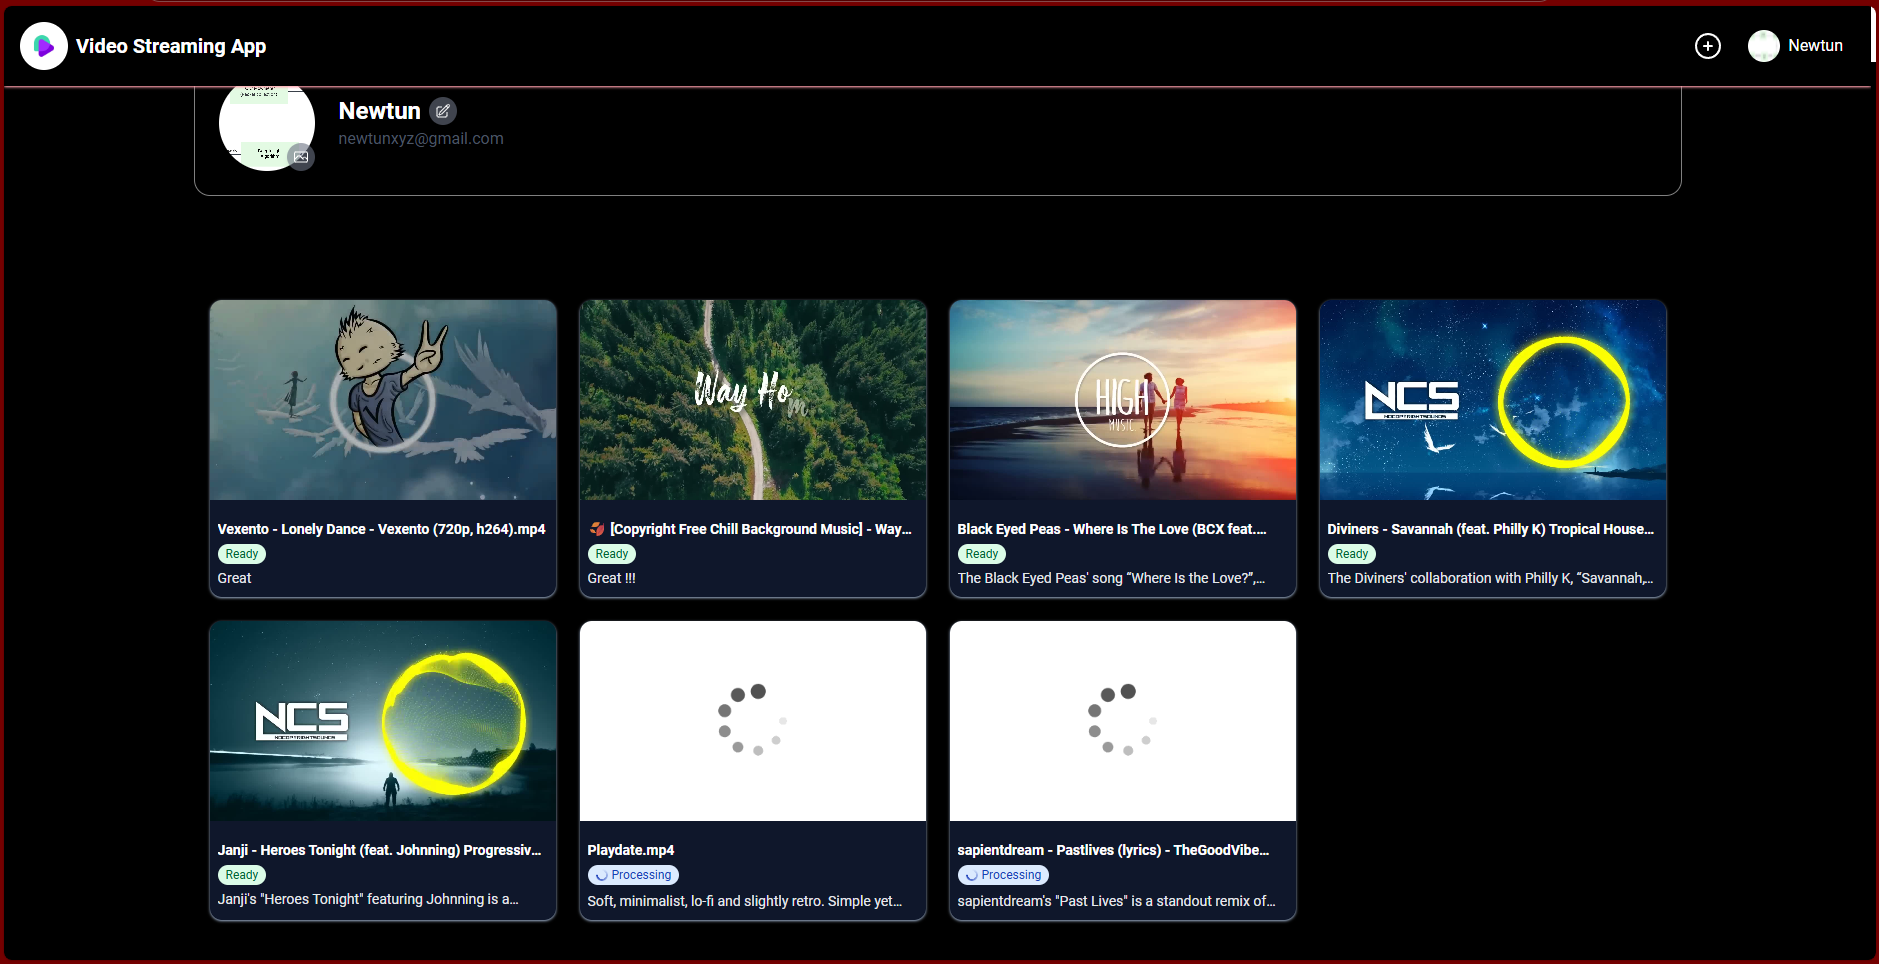 Video Streaming App
Newtun
Newtun
newtunxyz@gmail.com
Way Hom
HIGH
MUSIC
NCS
NOCOPYRIGHTSOUNDS
Vexento - Lonely Dance - Vexento (720p, h264).mp4
Ready
Great
[Copyright Free Chill Background Music] - Way...
Ready
Great !!!
Black Eyed Peas - Where Is The Love (BCX feat....
Ready
The Black Eyed Peas' song “Where Is the Love?”,...
Diviners - Savannah (feat. Philly K) Tropical House...
Ready
The Diviners' collaboration with Philly K, “Savannah,...
NCS
NOCOPYRIGHTSOUNDS
Janji - Heroes Tonight (feat. Johnning) Progressiv...
Ready
Janji's "Heroes Tonight" featuring Johnning is a...
Playdate.mp4
Processing
Soft, minimalist, lo-fi and slightly retro. Simple yet...
sapientdream - Pastlives (lyrics) - TheGoodVibe...
Processing
sapientdream's "Past Lives" is a standout remix of...